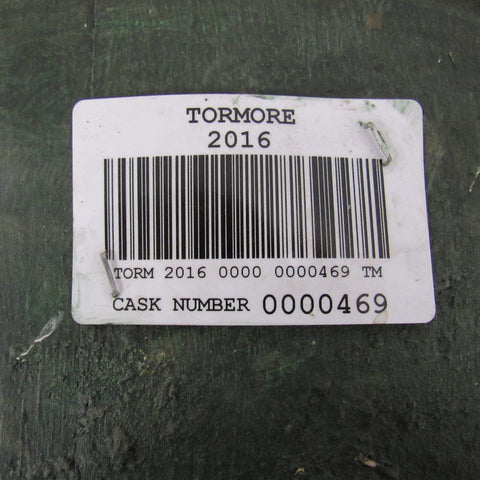 TORMORE
2016
TORM 2016 0000 0000469 TM
CASK NUMBER 0000469